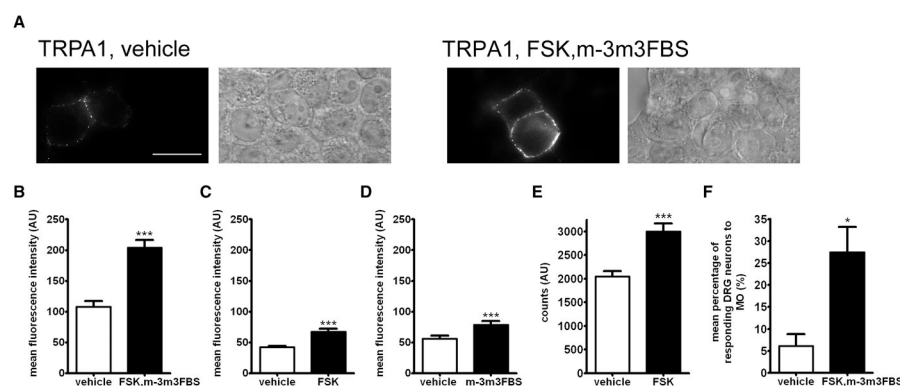 A
TRPA1, vehicle
TRPA1, FSK,m-3m3FBS
B
mean fluorescence intensity (AU)
250
200
150
100
50
0
***
vehicle FSK,m-3m3FBS
C
mean fluorescence intensity (AU)
250
200
150
100
50
0
***
vehicle FSK
D
mean fluorescence intensity (AU)
250
200
150
100
50
0
***
vehicle m-3m3FBS
E
counts (AU)
3000
2500
2000
1500
1000
500
0
***
vehicle FSK
F
mean percentage of
responding DRG neurons to
MO (%)
35
30
25
20
15
10
5
0
*
vehicle FSK,m-3m3FBS